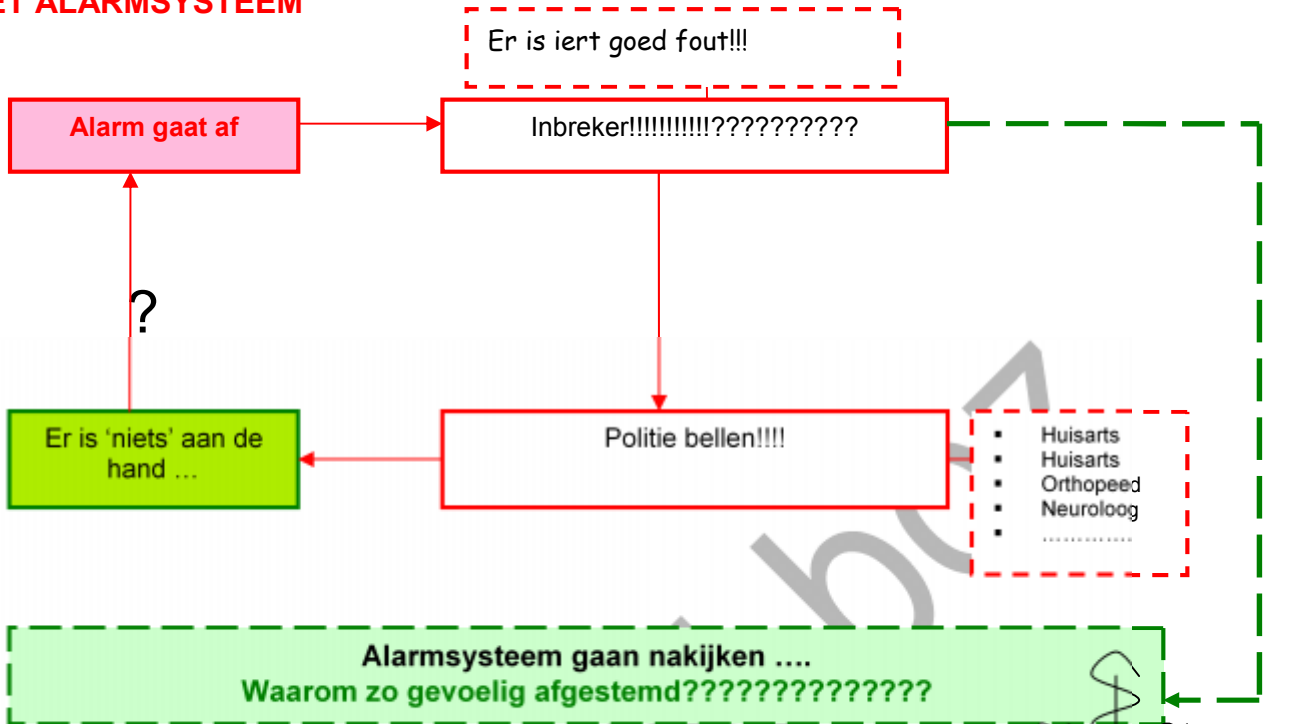 ET ALARMSYSTEEM
Er is iert goed fout!!!
Alarm gaat af
Inbreker!!!!!!!!!!!??????????
?
Er is ‘niets’ aan de
hand …
Politie bellen!!!!
▪ Huisarts
▪ Huisarts
▪ Orthopeed
▪ Neuroloog
▪ ………….
Alarmsysteem gaan nakijken ….
Waarom zo gevoelig afgestemd??????????????